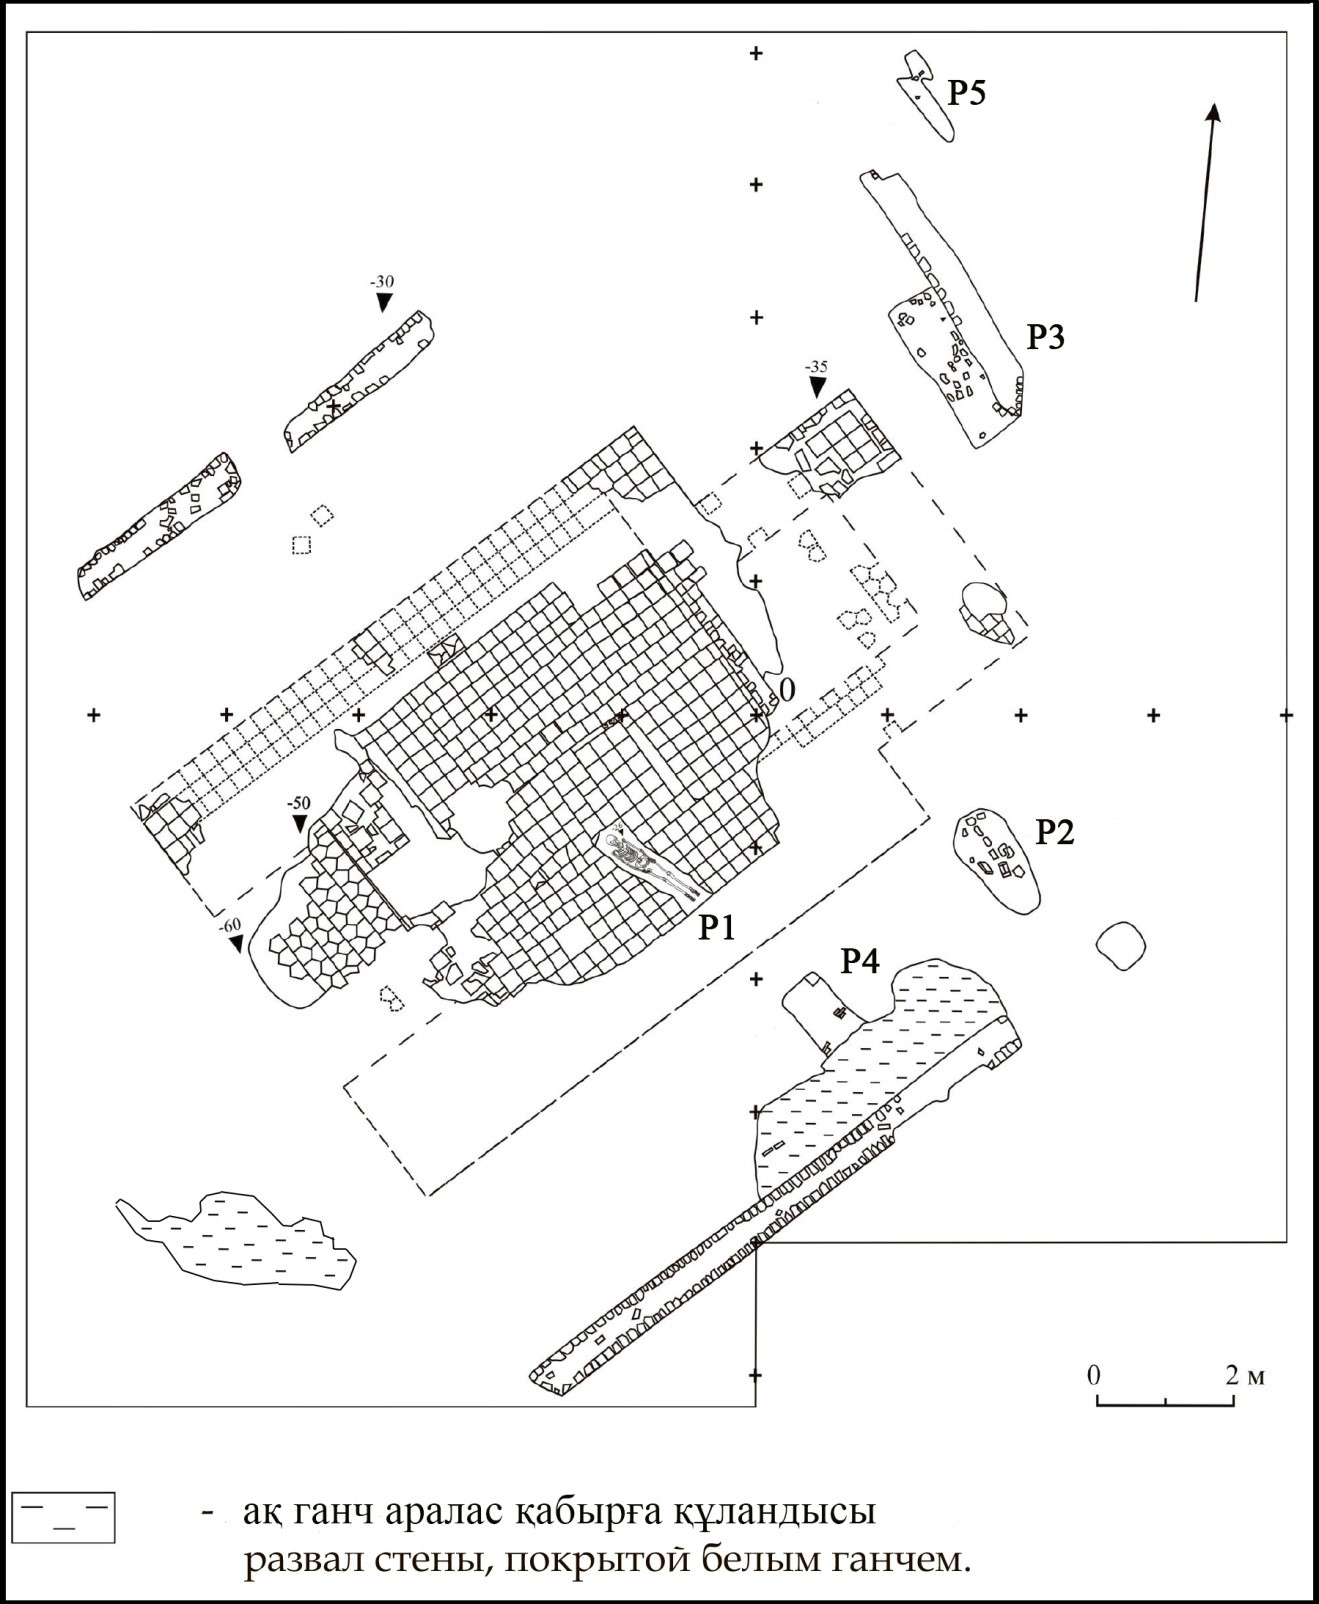 P5
-30
P3
-35
0
-50
P2
-60
P1
P4
0 2 м
- ақ ганч аралас қабырға құландысы
развал стены, покрытой белым ганчем.